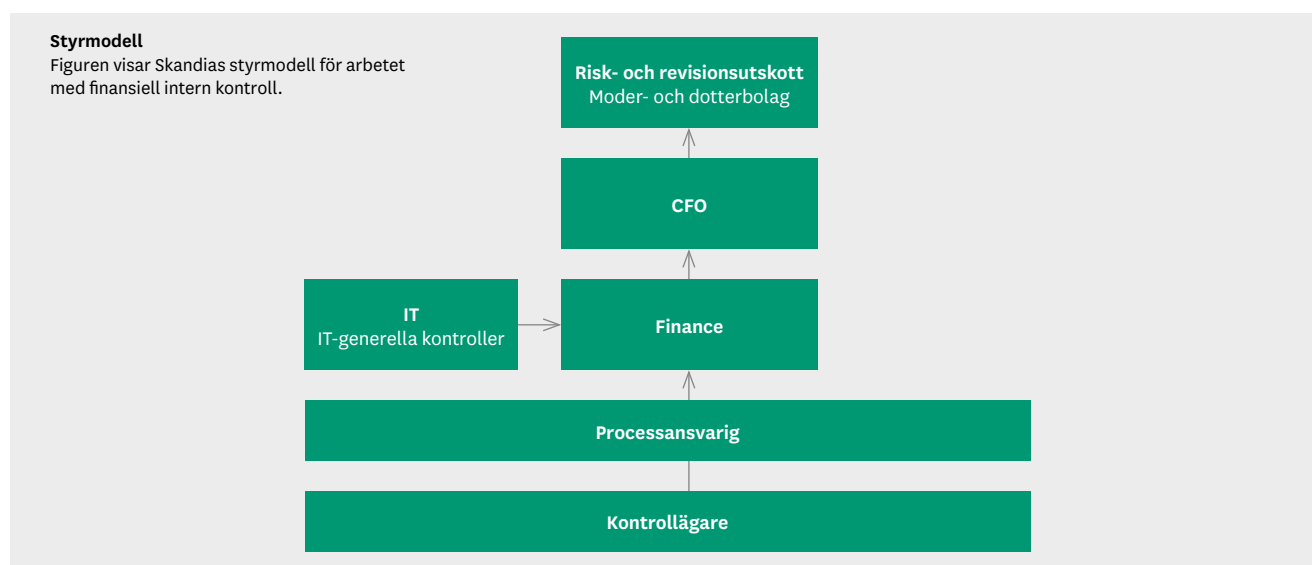 Styrmodell
Figuren visar Skandias styrmodell för arbetet
med finansiell intern kontroll.
Risk- och revisionsutskott
Moder- och dotterbolag
CFO
IT
IT-generella kontroller
Finance
Processansvarig
Kontrollägare